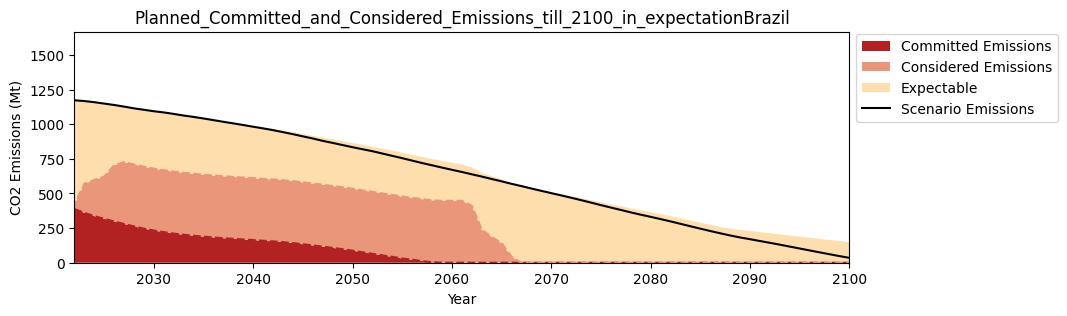 Planned_Committed_and_Considered_Emissions_till_2100_in_expectationBrazil
CO2 Emissions (Mt)
1500
1250
1000
750
500
250
0
2030 2040 2050 2060 2070 2080 2090 2100
Year
Committed Emissions
Considered Emissions
Expectable
Scenario Emissions